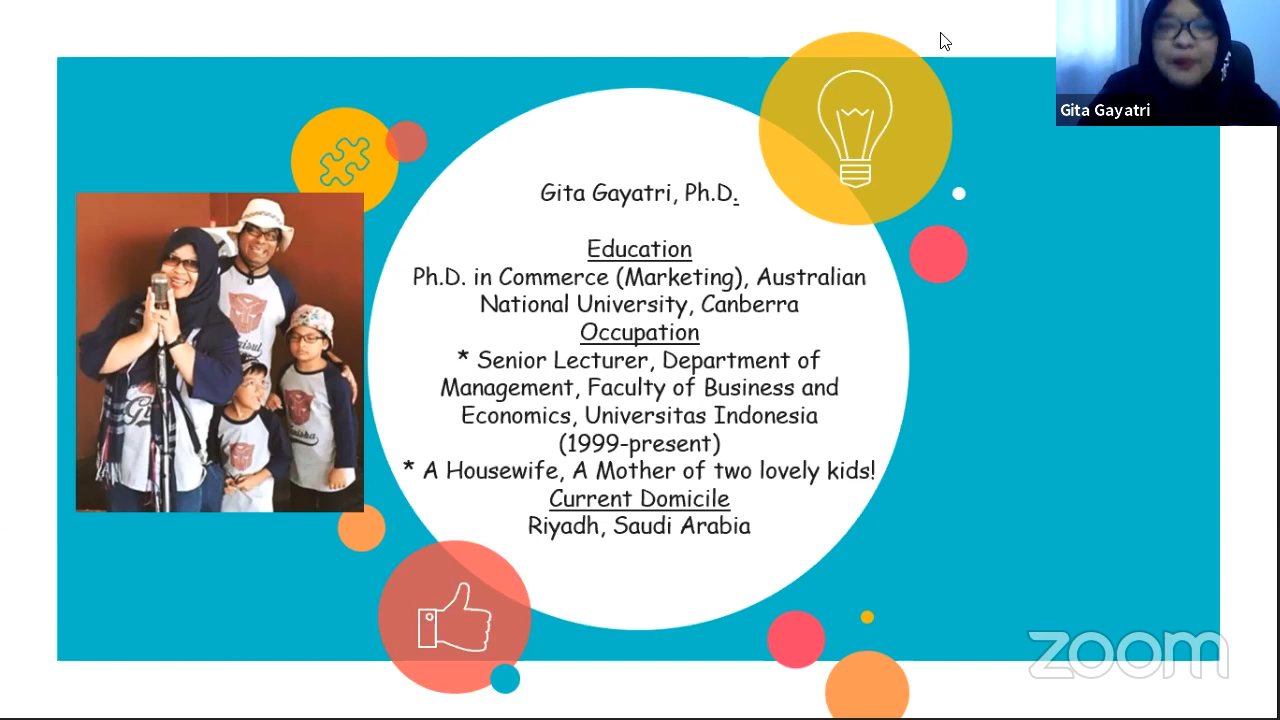 Gita Gayatri
Gita Gayatri, Ph.D.
Education
Ph.D. in Commerce (Marketing), Australian
National University, Canberra
Occupation
* Senior Lecturer, Department of
Management, Faculty of Business and
Economics, Universitas Indonesia
(1999-present)
* A Housewife, A Mother of two lovely kids!
Current Domicile
Riyadh, Saudi Arabia
zoom